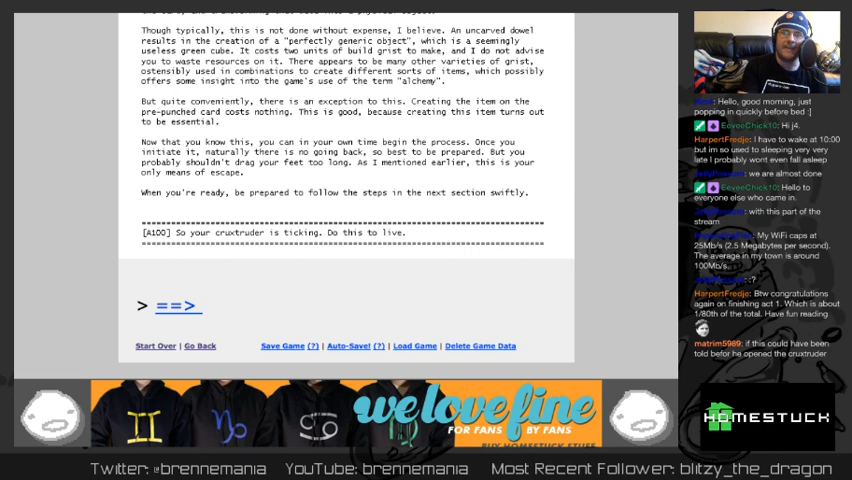 Though typically, this is not done without expense, I believe. An uncarved dowel
results in the creation of a "perfectly generic object", which is a seemingly
useless green cube. It costs two units of build grist to make, and I do not advise
you to waste resources on it. There appears to be many other varieties of grist,
ostensibly used in combinations to create different sorts of items, which possibly
offers some insight into the game's use of the term "alchemy".
But quite conveniently, there is an exception to this. Creating the item on the
pre-punched card costs nothing. This is good, because creating this item turns out
to be essential.
Now that you know this, you can in your own time begin the process. Once you
initiate it, naturally there is no going back, so best to be prepared. But you
probably shouldn't drag your feet too long. As I mentioned earlier, this is your
only means of escape.
When you're ready, be prepared to follow the steps in the next section swiftly.
[A100] So your cruxtruder is ticking. Do this to live.
> ==>
Start Over | Go Back
Save Game (?) | Auto-Save! (?) | Load Game | Delete Game Data
welovefine
FOR FANS BY FANS
BUY HOMESTUCK STUFF
Hello, good morning, just
popping in quickly before bed :]
EeveeChick10: Hi j4.
HarpertFredje: I have to wake at 10:00
but im so used to sleeping very very
late I probably wont even fall asleep
we are almost done
EeveeChick10: Hello to
everyone else who came in.
with this part of the
stream
My WiFi caps at
25Mb/s (2.5 Megabytes per second).
The average in my town is around
100Mb/s.
:?
HarpertFredje: Btw congratulations
again on finishing act 1. Which is about
1/80th of the total. Have fun reading
matrim5989: if this could have been
told befor he opened the cruxtruder
HOMESTUCK
Twitter: @brennemania YouTube: brennemania Most Recent Follower: blitzy_the_dragon